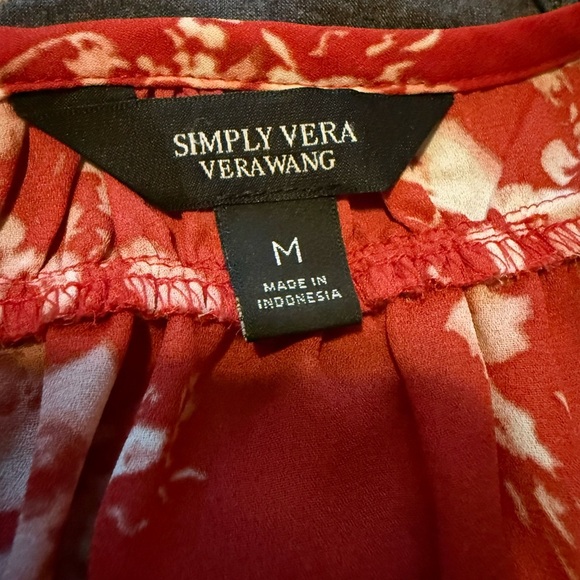 SIMPLY VERA
VERAWANG
M
MADE IN
INDONESIA